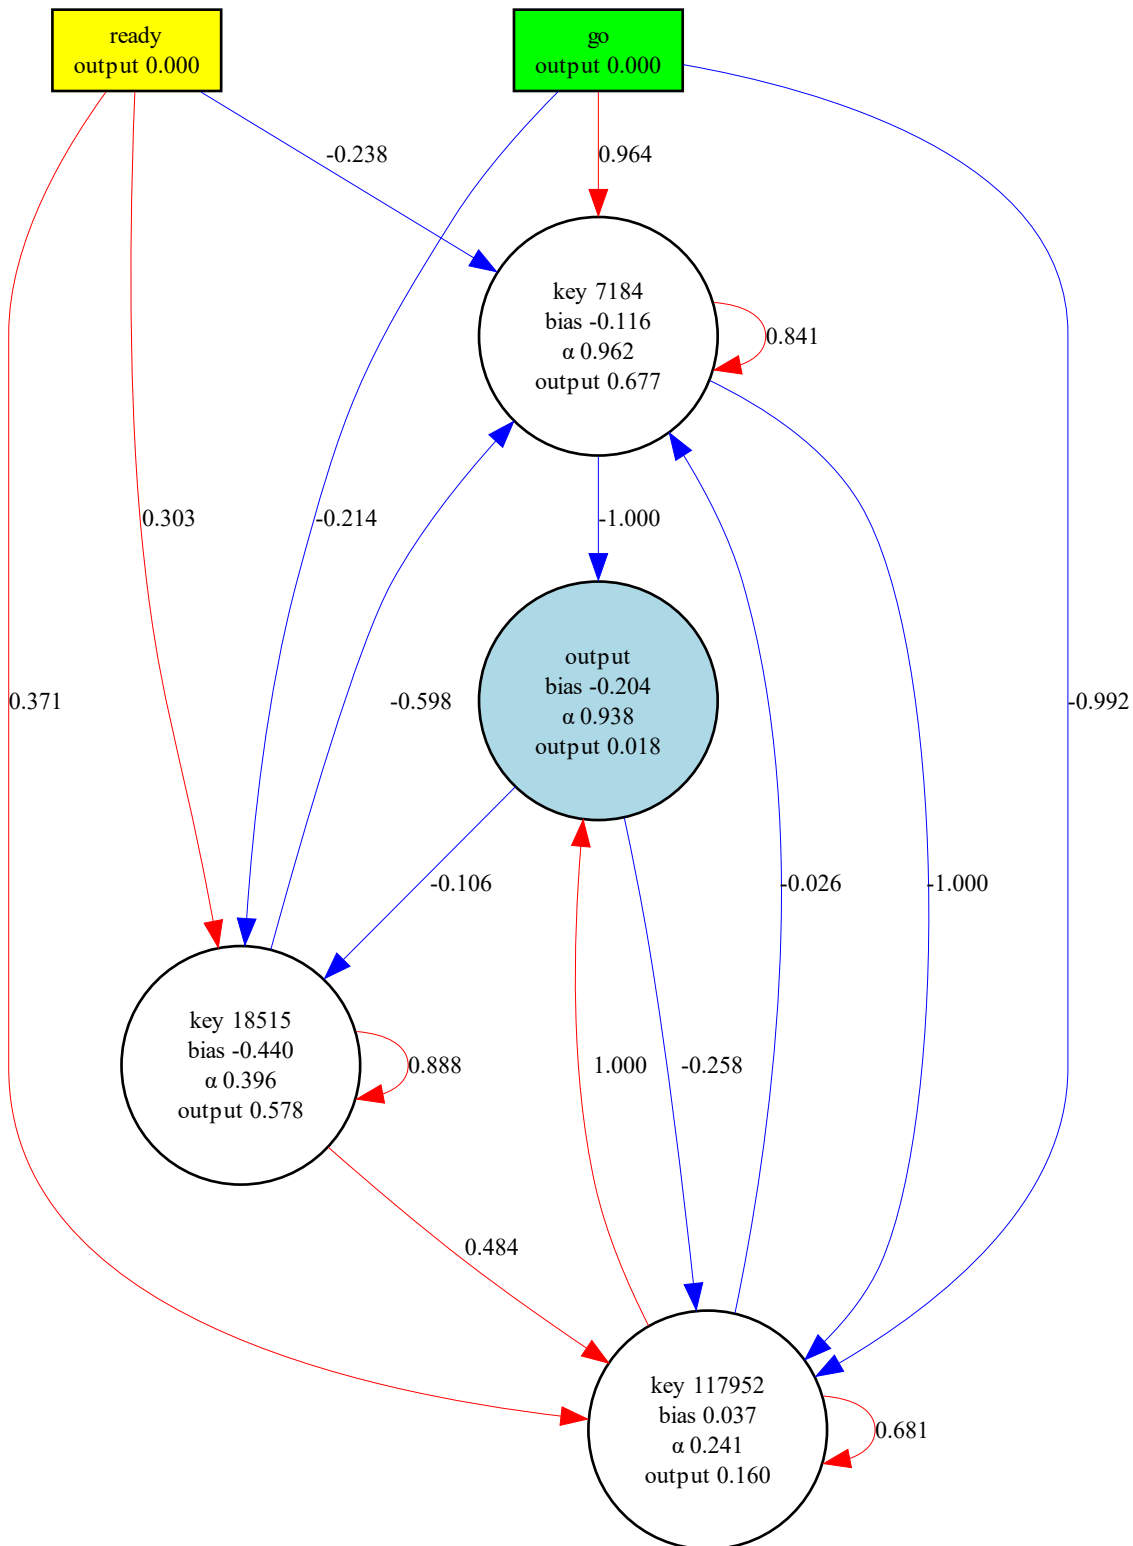 ready
output 0.000
go
output 0.000
-0.238
0.964
key 7184
bias -0.116
α 0.962
output 0.677
0.841
0.303
-0.214
-1.000
0.371
-0.598
output
bias -0.204
α 0.938
output 0.018
-0.992
-0.106
-0.026
-1.000
key 18515
bias -0.440
α 0.396
output 0.578
0.888
1.000
-0.258
0.484
key 117952
bias 0.037
α 0.241
output 0.160
0.681